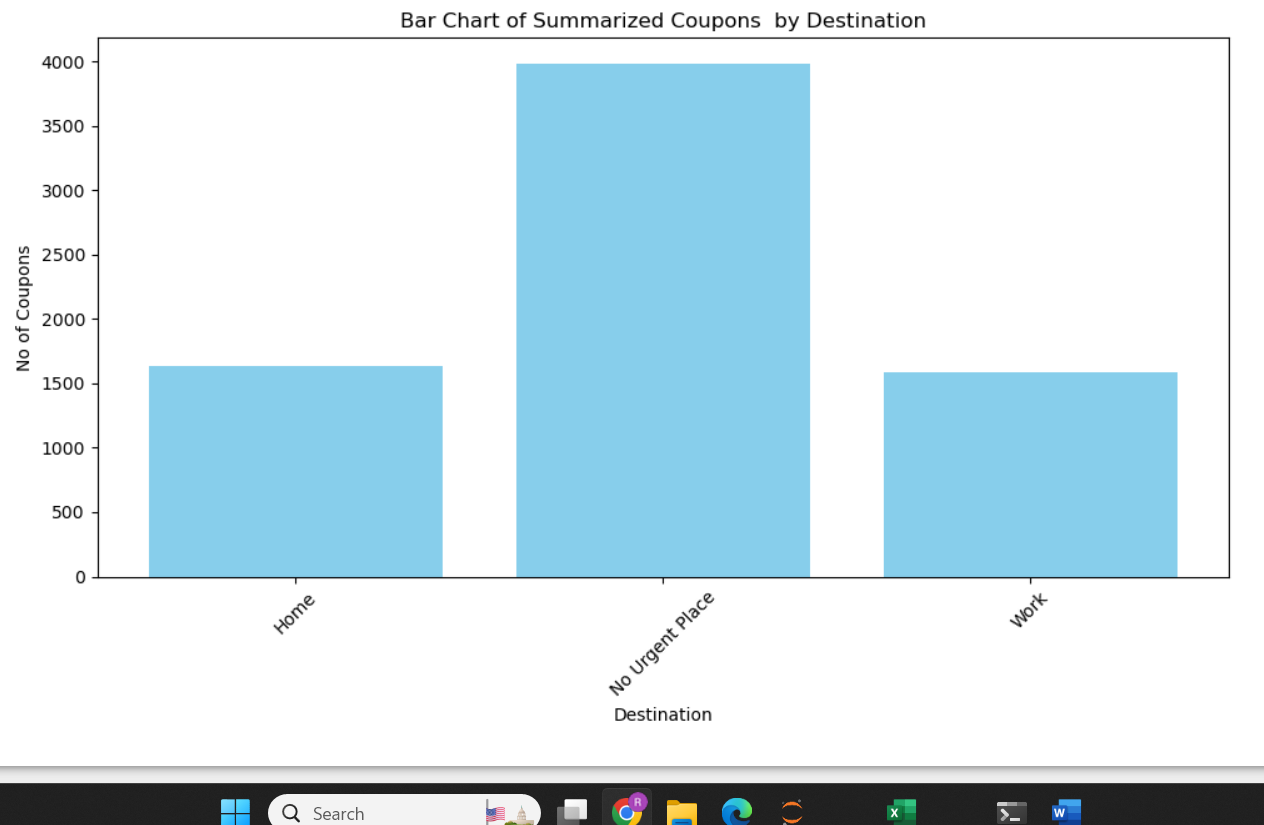 Bar Chart of Summarized Coupons  by Destination
4000
3500
3000
2500
2000
1500
1000
500
0
No of Coupons
Home
No Urgent Place
Work
Destination
Search
R
X
W